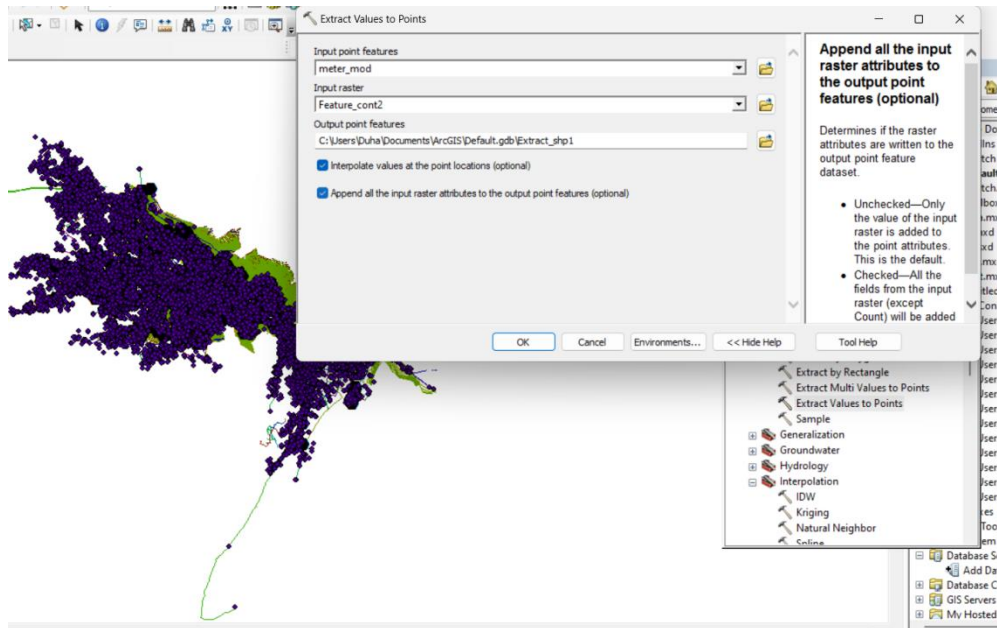 Extract Values to Points
Input point features
meter_mod
Input raster
Feature_cont2
Output point features
C:\Users\Duha\Documents\ArcGIS\Default.gdb\Extract_shp1
Interpolate values at the point locations (optional)
Append all the input raster attributes to the output point features (optional)
OK
Cancel
Environments...
<< Hide Help
Tool Help
Append all the input
raster attributes to
the output point
features (optional)
Determines if the raster
attributes are written to the
output point feature
dataset.
• Unchecked—Only
the value of the input
raster is added to
the point attributes.
This is the default.
• Checked—All the
fields from the input
raster (except
Count) will be added
Extract by Rectangle
Extract Multi Values to Points
Extract Values to Points
Sample
Generalization
Groundwater
Hydrology
Interpolation
IDW
Kriging
Natural Neighbor
Spline
Database
Add Da
Database C
GIS Servers
My Hosted